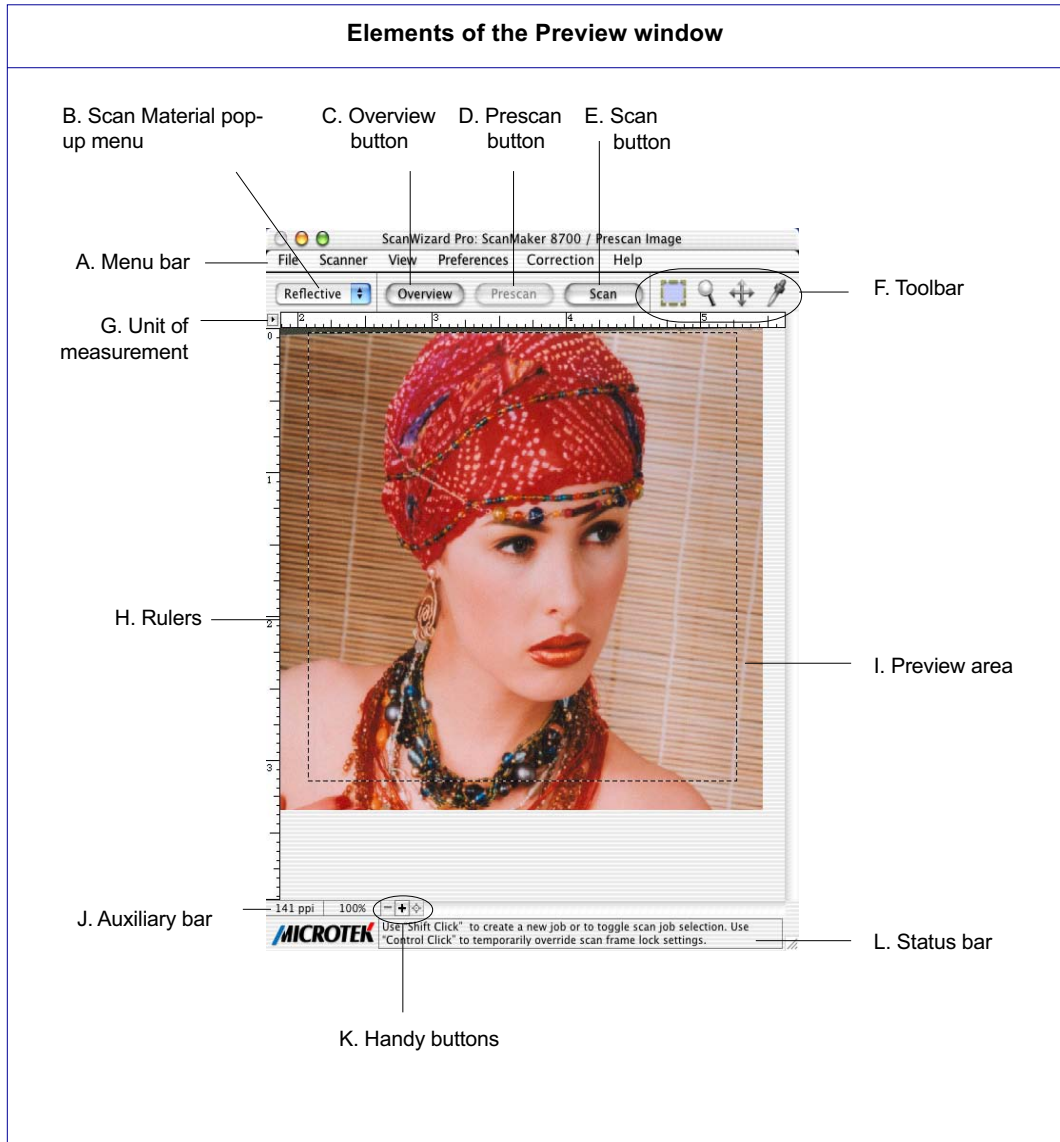 Elements of the Preview window
B. Scan Material pop-
up menu
C. Overview
button
D. Prescan
button
E. Scan
button
ScanWizard Pro: ScanMaker 8700 / Prescan Image
A. Menu bar
File Scanner View Preferences Correction Help
Reflective Overview Prescan Scan
F. Toolbar
G. Unit of
measurement
2 3 4 5
0
1
H. Rulers
2
I. Preview area
3
J. Auxiliary bar
141 ppi 100%
MICROTEK
Use "Shift Click" to create a new job or to toggle scan job selection. Use
"Control Click" to temporarily override scan frame lock settings.
L. Status bar
K. Handy buttons